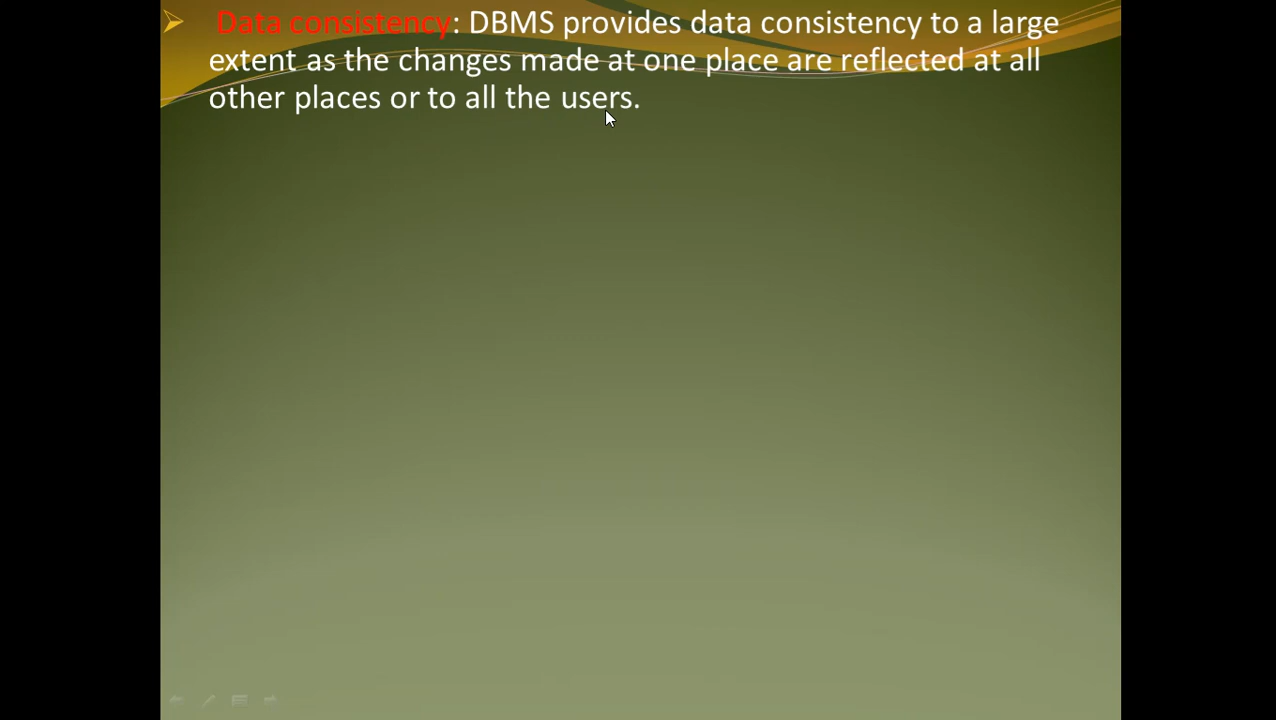 Data consistency: DBMS provides data consistency to a large
extent as the changes made at one place are reflected at all
other places or to all the users.